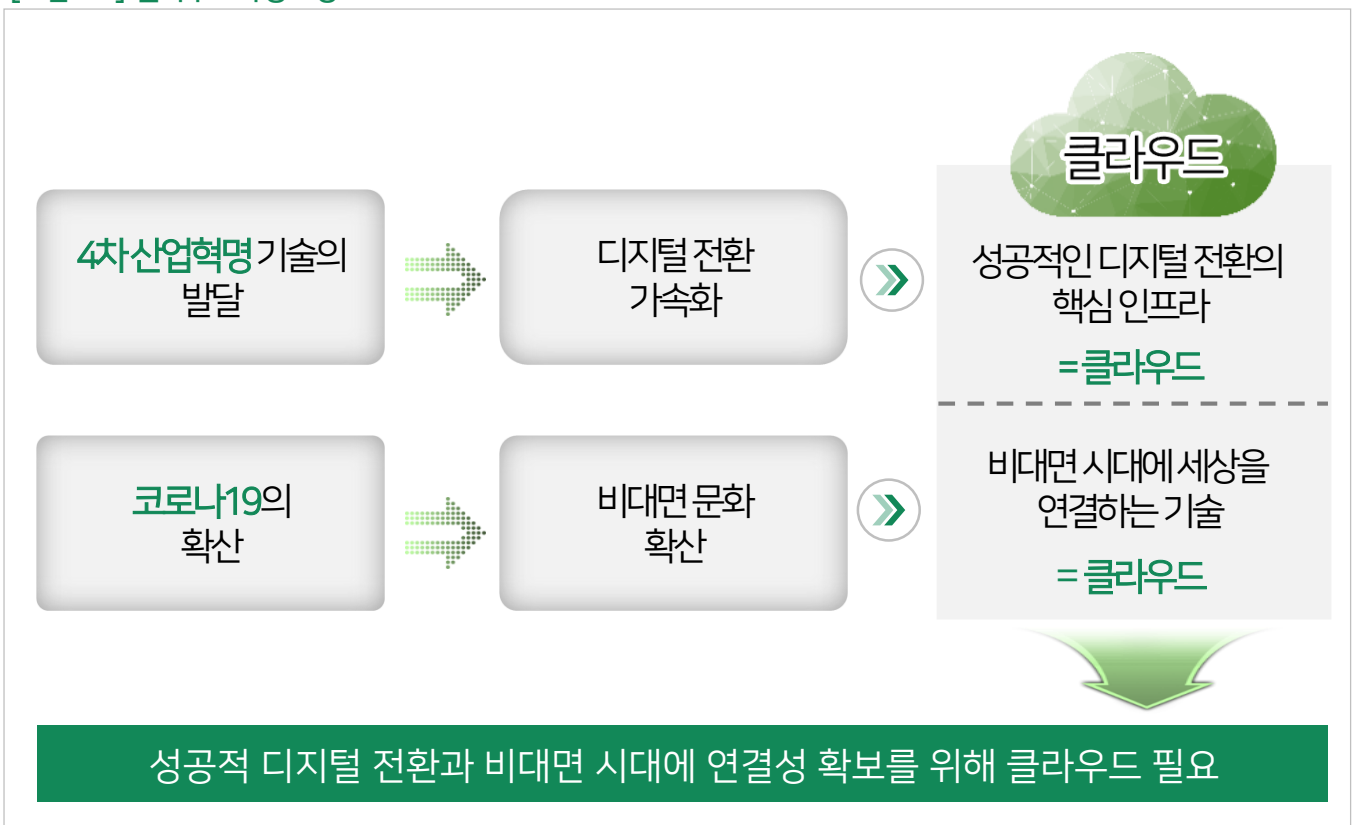 클라우드
4차 산업혁명 기술의
발달
디지털 전환
가속화
성공적인 디지털 전환의
핵심 인프라
= 클라우드
코로나19의
확산
비대면 문화
확산
비대면 시대에 세상을
연결하는 기술
= 클라우드
성공적 디지털 전환과 비대면 시대에 연결성 확보를 위해 클라우드 필요